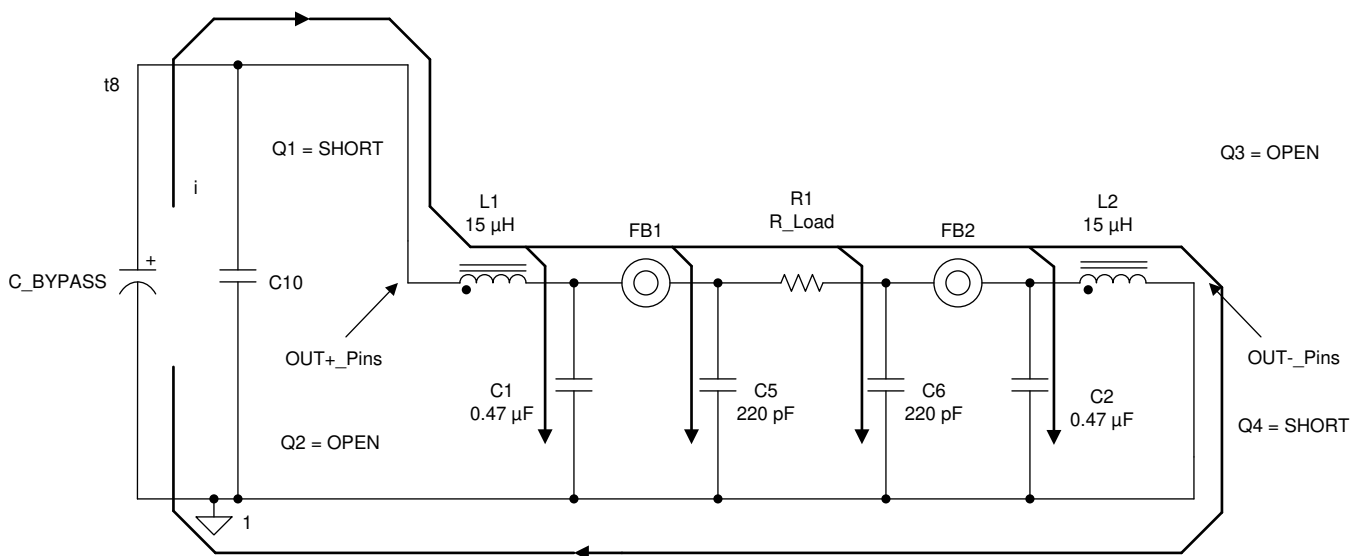 t8
Q1 = SHORT
Q3 = OPEN
i
L1
15 µH
R1
R_Load
L2
15 µH
FB1
FB2
+
C_BYPASS
C10
OUT+_Pins
OUT-_Pins
C1
0.47 µF
C5
220 pF
C6
220 pF
C2
0.47 µF
Q2 = OPEN
Q4 = SHORT
1